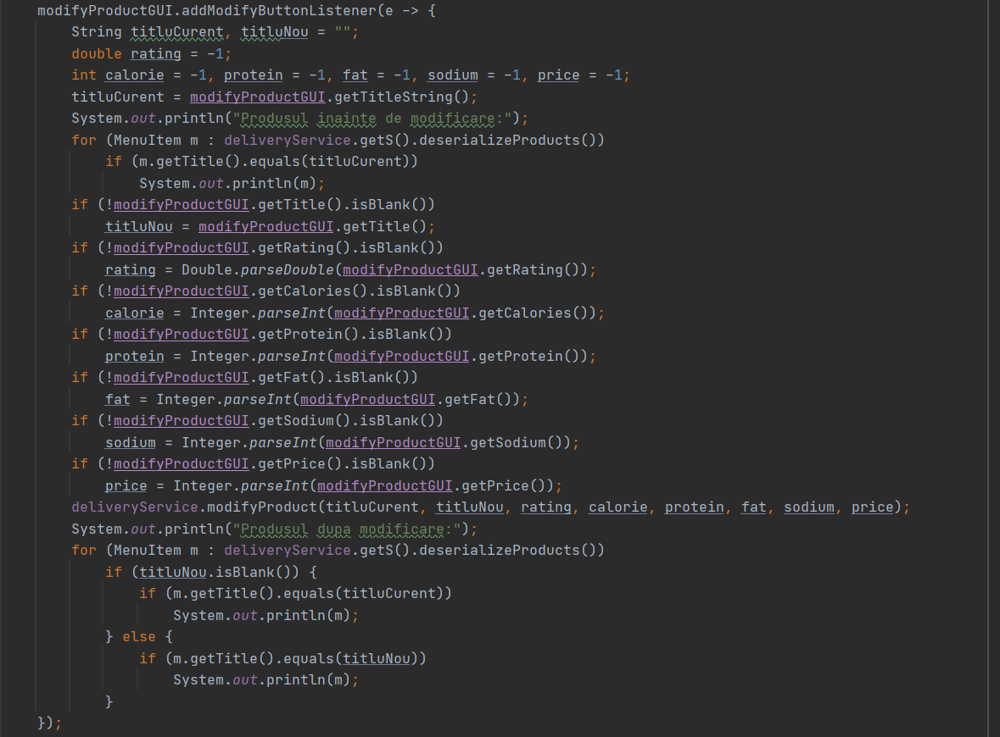 modifyProductGUI.addModifyButtonListener(e -> {
    String titluCurent, titluNou = "";
    double rating = -1;
    int calorie = -1, protein = -1, fat = -1, sodium = -1, price = -1;
    titluCurent = modifyProductGUI.getTitleString();
    System.out.println("Produsul inainte de modificare:");
    for (MenuItem m : deliveryService.getS().deserializeProducts())
        if (m.getTitle().equals(titluCurent))
            System.out.println(m);
    if (!modifyProductGUI.getTitle().isBlank())
        titluNou = modifyProductGUI.getTitle();
    if (!modifyProductGUI.getRating().isBlank())
        rating = Double.parseDouble(modifyProductGUI.getRating());
    if (!modifyProductGUI.getCalories().isBlank())
        calorie = Integer.parseInt(modifyProductGUI.getCalories());
    if (!modifyProductGUI.getProtein().isBlank())
        protein = Integer.parseInt(modifyProductGUI.getProtein());
    if (!modifyProductGUI.getFat().isBlank())
        fat = Integer.parseInt(modifyProductGUI.getFat());
    if (!modifyProductGUI.getSodium().isBlank())
        sodium = Integer.parseInt(modifyProductGUI.getSodium());
    if (!modifyProductGUI.getPrice().isBlank())
        price = Integer.parseInt(modifyProductGUI.getPrice());
    deliveryService.modifyProduct(titluCurent, titluNou, rating, calorie, protein, fat, sodium, price);
    System.out.println("Produsul dupa modificare:");
    for (MenuItem m : deliveryService.getS().deserializeProducts())
        if (titluNou.isBlank()) {
            if (m.getTitle().equals(titluCurent))
                System.out.println(m);
        } else {
            if (m.getTitle().equals(titluNou))
                System.out.println(m);
        }
});